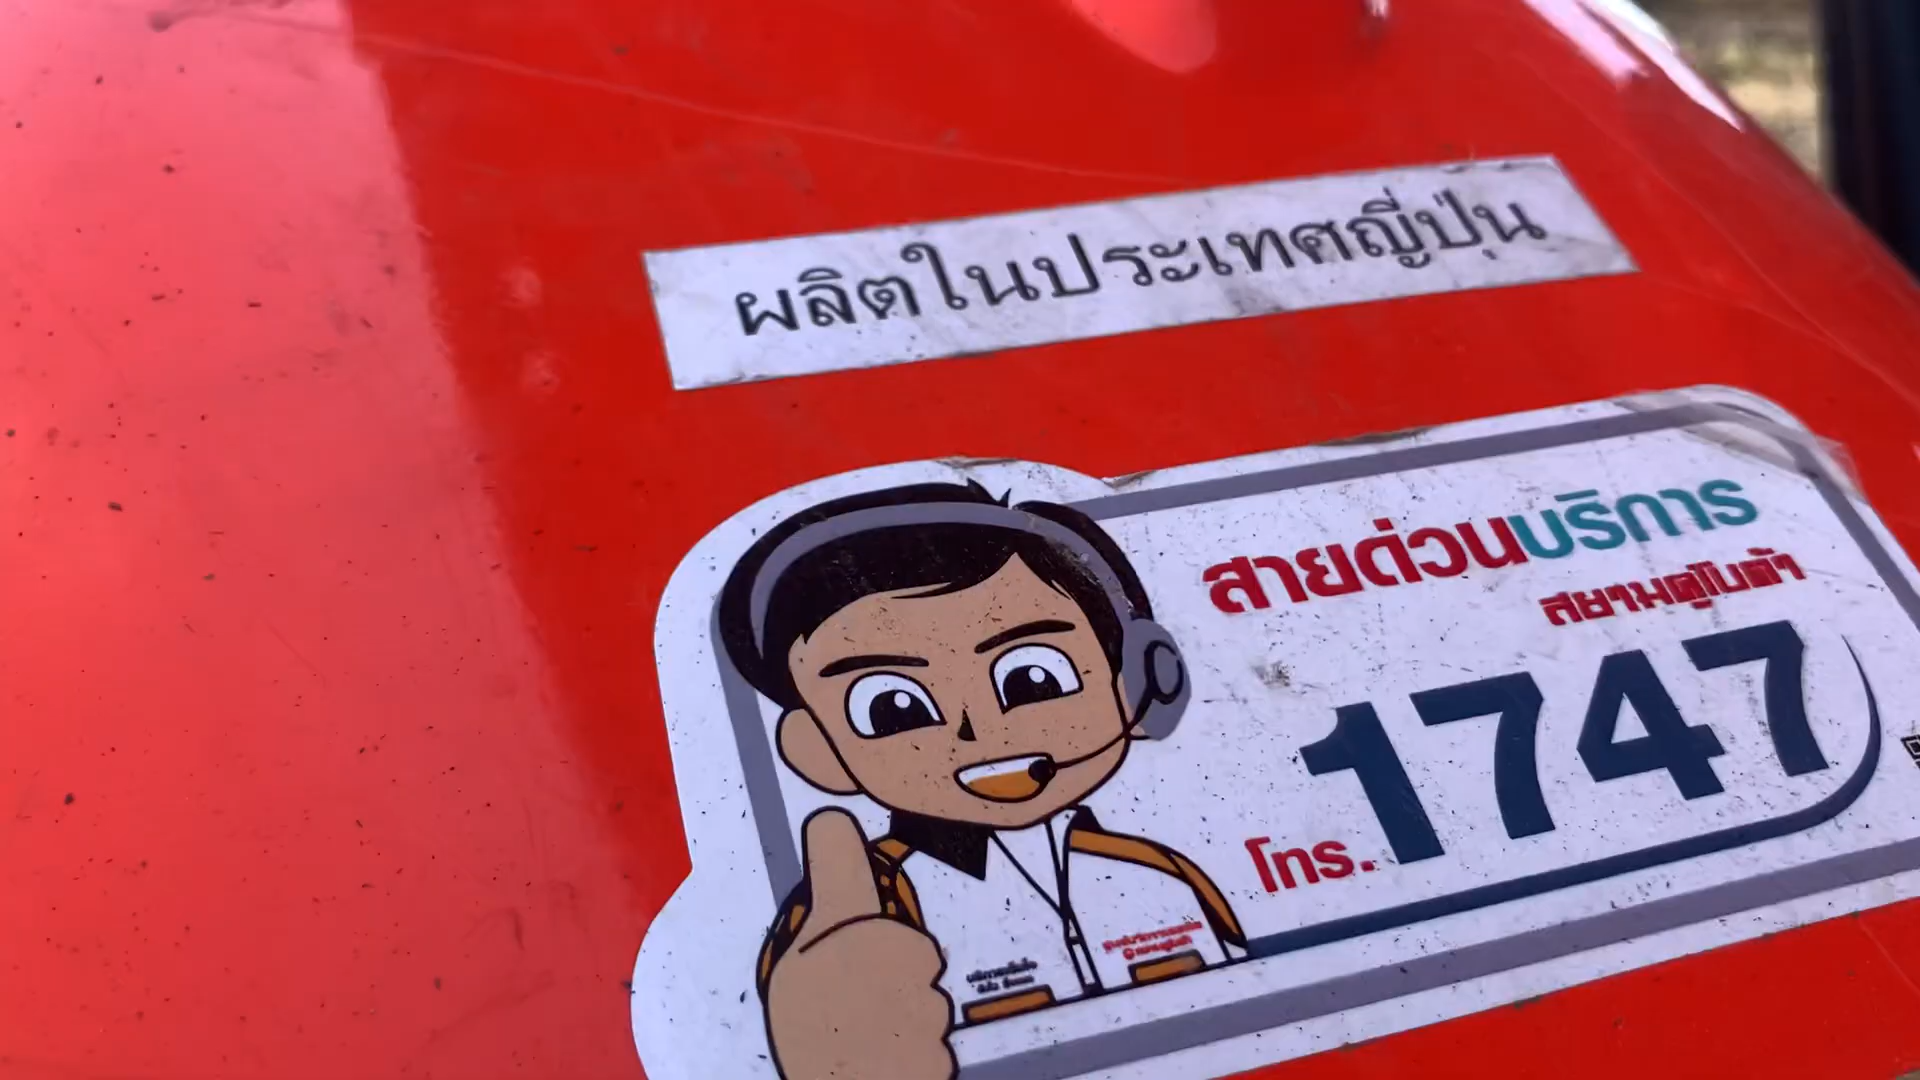 ผลิตในประเทศญี่ปุ่น
สายด่วนบริการ
สยามคูโบต้า
โทร.1747